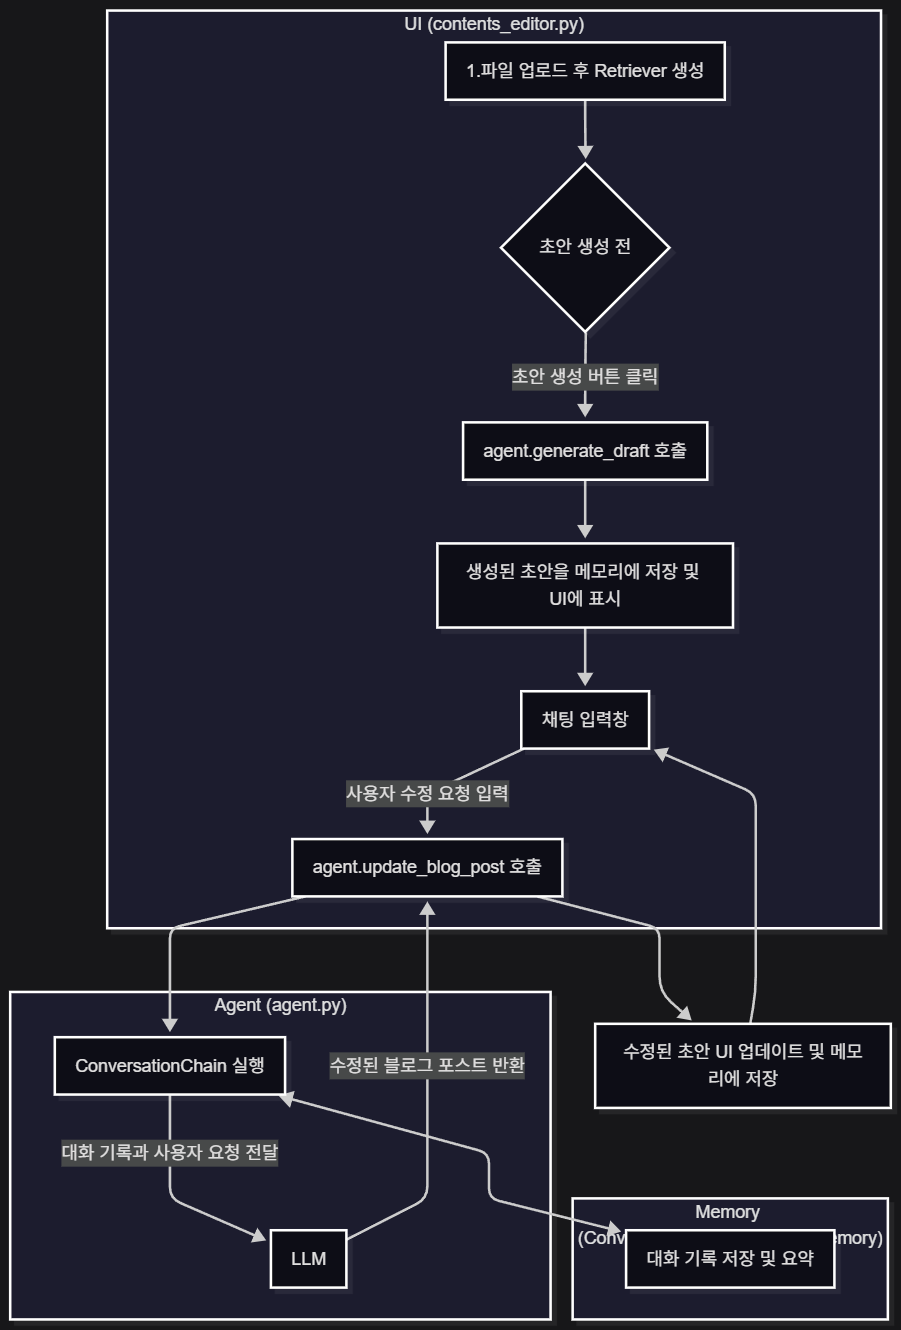 UI (contents_editor.py)
1.파일 업로드 후 Retriever 생성
초안 생성 전
초안 생성 버튼 클릭
agent.generate_draft 호출
생성된 초안을 메모리에 저장 및
UI에 표시
채팅 입력창
사용자 수정 요청 입력
agent.update_blog_post 호출
Agent (agent.py)
ConversationChain 실행
수정된 블로그 포스트 반환
수정된 초안 UI 업데이트 및 메모
리에 저장
대화 기록과 사용자 요청 전달
LLM
Memory
대화 기록 저장 및 요약